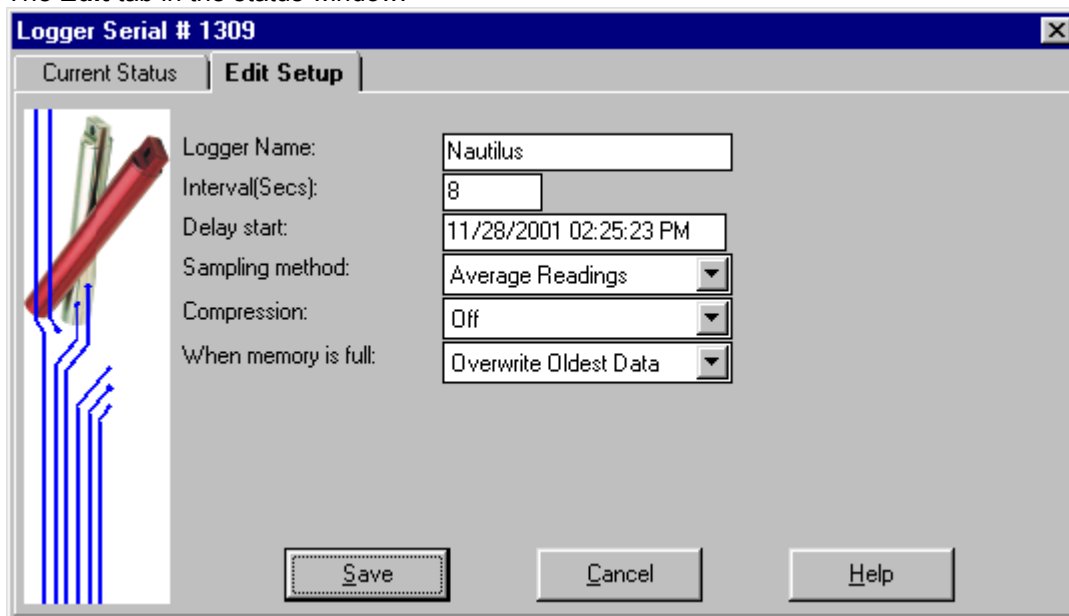 The Edit tab in the status window.
Logger Serial # 1309
Current Status
Edit Setup
Logger Name: Nautilus
Interval(Secs): 8
Delay start: 11/28/2001 02:25:23 PM
Sampling method: Average Readings
Compression: Off
When memory is full: Overwrite Oldest Data
Save Cancel Help